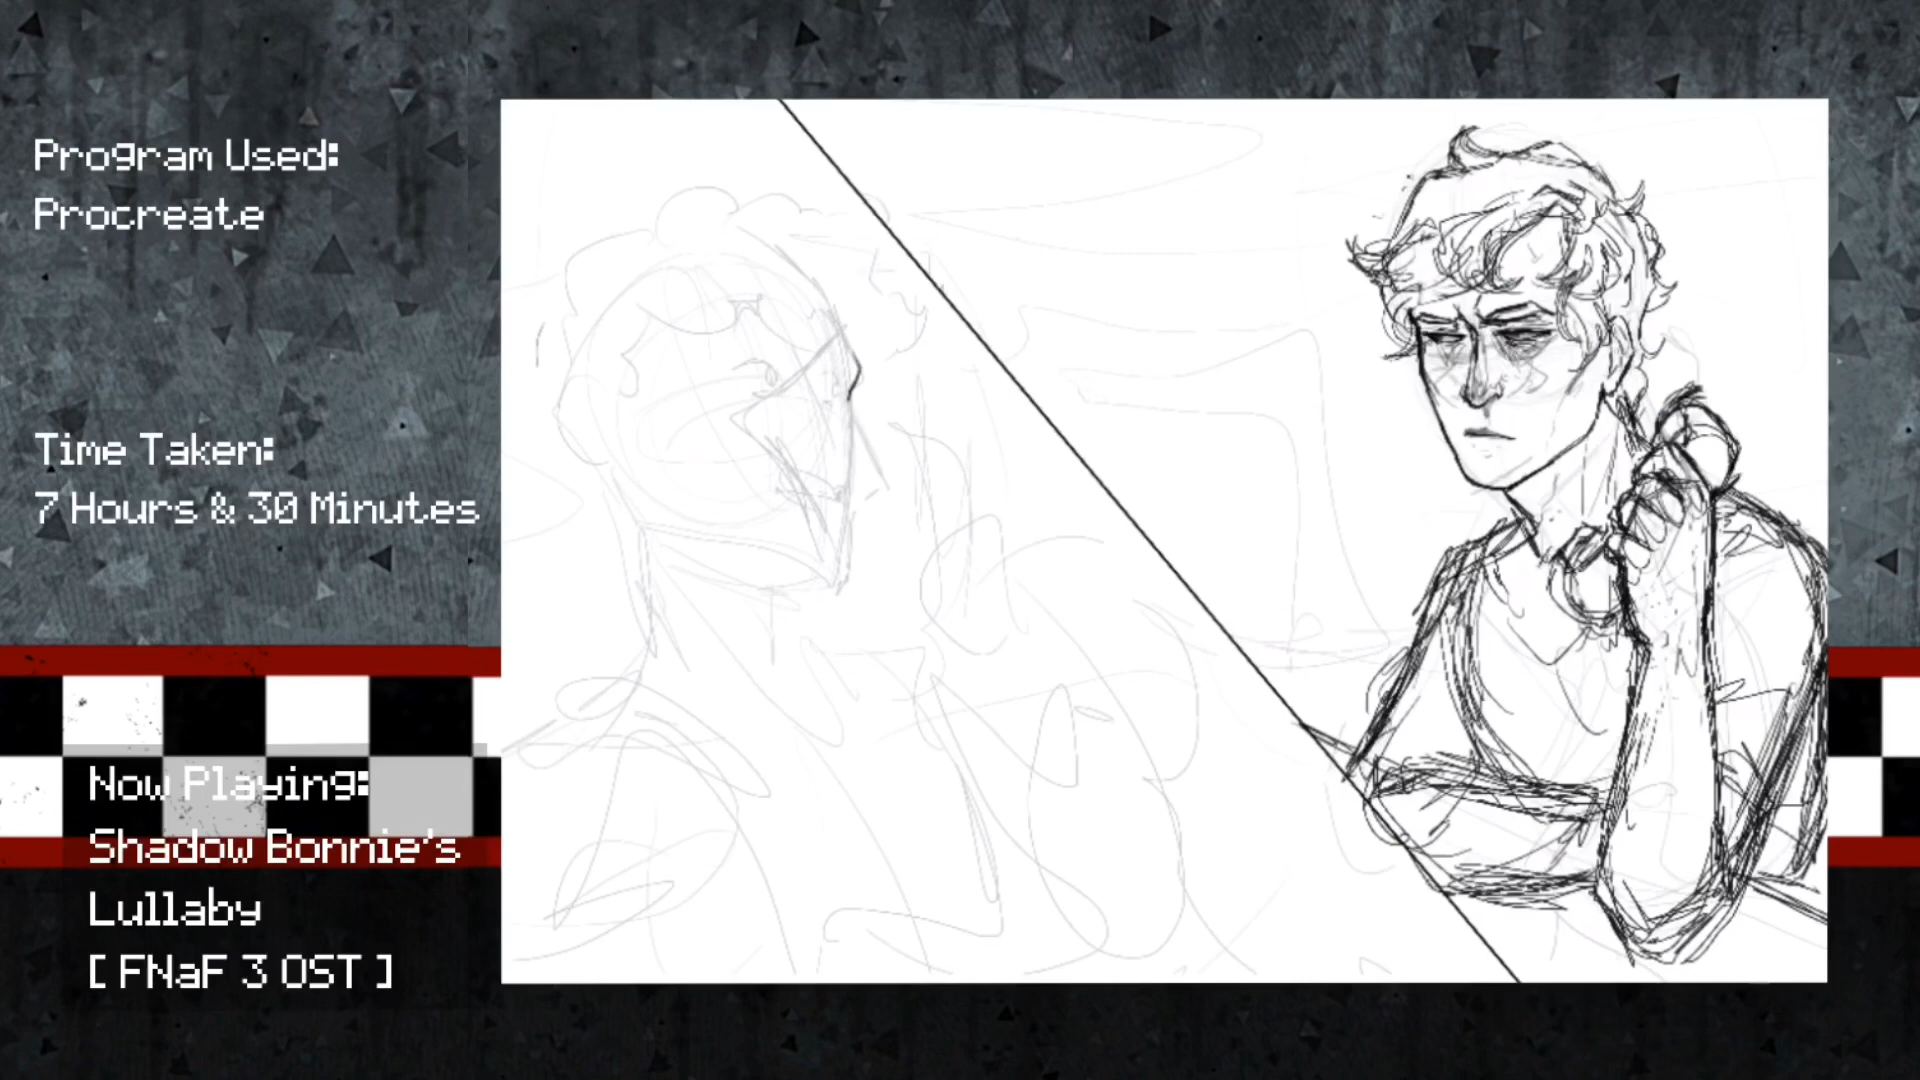 Program Used:
Procreate
Time Taken:
7 Hours & 30 Minutes
Now Playing:
Shadow Bonnie's
Lullaby
[ FNaF 3 OST ]